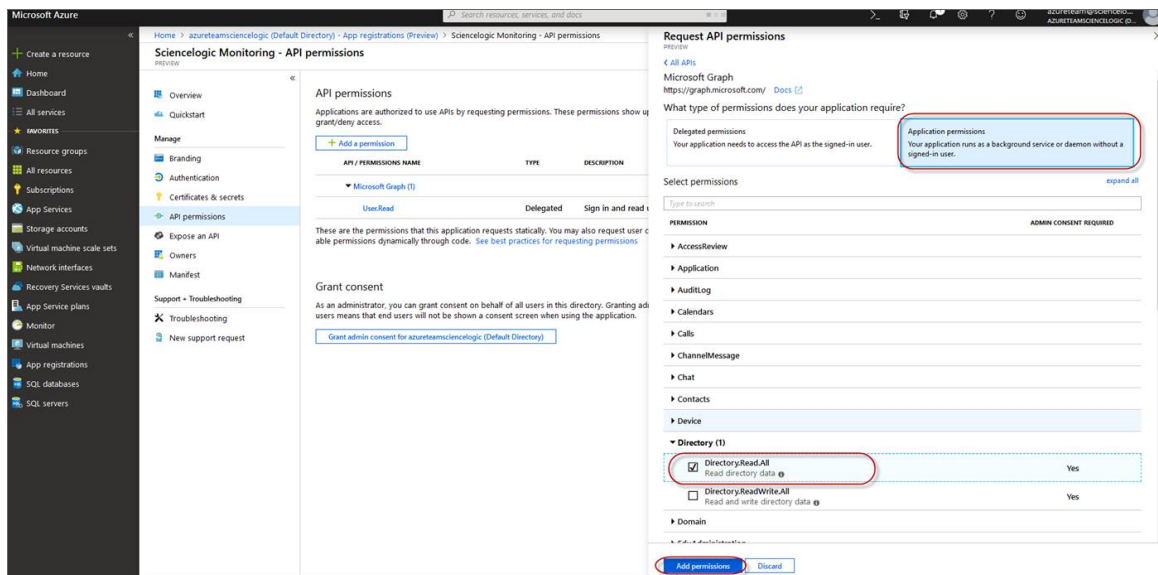 Microsoft Azure
Search resources, services, and docs
AZURETEAMSCIENCELOGIC (D...
«
Create a resource
Home
Dashboard
All services
FAVORITES
Resource groups
All resources
Subscriptions
App Services
Storage accounts
Virtual machine scale sets
Network interfaces
Recovery Services vaults
App Service plans
Monitor
Virtual machines
App registrations
SQL databases
SQL servers
Home > azureteamsciencelogic (Default Directory) - App registrations (Preview) > Sciencelogic Monitoring - API permissions
Sciencelogic Monitoring - API permissions
PREVIEW
«
Overview
Quickstart
Manage
Branding
Authentication
Certificates & secrets
API permissions
Expose an API
Owners
Manifest
Support + Troubleshooting
Troubleshooting
New support request
API permissions
Applications are authorized to use APIs by requesting permissions. These permissions show up
grant/deny access.
+ Add a permission
API / PERMISSIONS NAME TYPE DESCRIPTION
Microsoft Graph (1)
User.Read Delegated Sign in and read u
These are the permissions that this application requests statically. You may also request user c
able permissions dynamically through code. See best practices for requesting permissions
Grant consent
As an administrator, you can grant consent on behalf of all users in this directory. Granting ad
users means that end users will not be shown a consent screen when using the application.
Grant admin consent for azureteamsciencelogic (Default Directory)
Request API permissions
PREVIEW
< All APIs
Microsoft Graph
https://graph.microsoft.com/ Docs
What type of permissions does your application require?
Delegated permissions
Your application needs to access the API as the signed-in user.
Application permissions
Your application runs as a background service or daemon without a
signed-in user.
Select permissions expand all
Type to search
PERMISSION ADMIN CONSENT REQUIRED
AccessReview
Application
AuditLog
Calendars
Calls
ChannelMessage
Chat
Contacts
Device
Directory (1)
Directory.Read.All Yes
Read directory data
Directory.ReadWrite.All Yes
Read and write directory data
Domain
Add permissions Discard